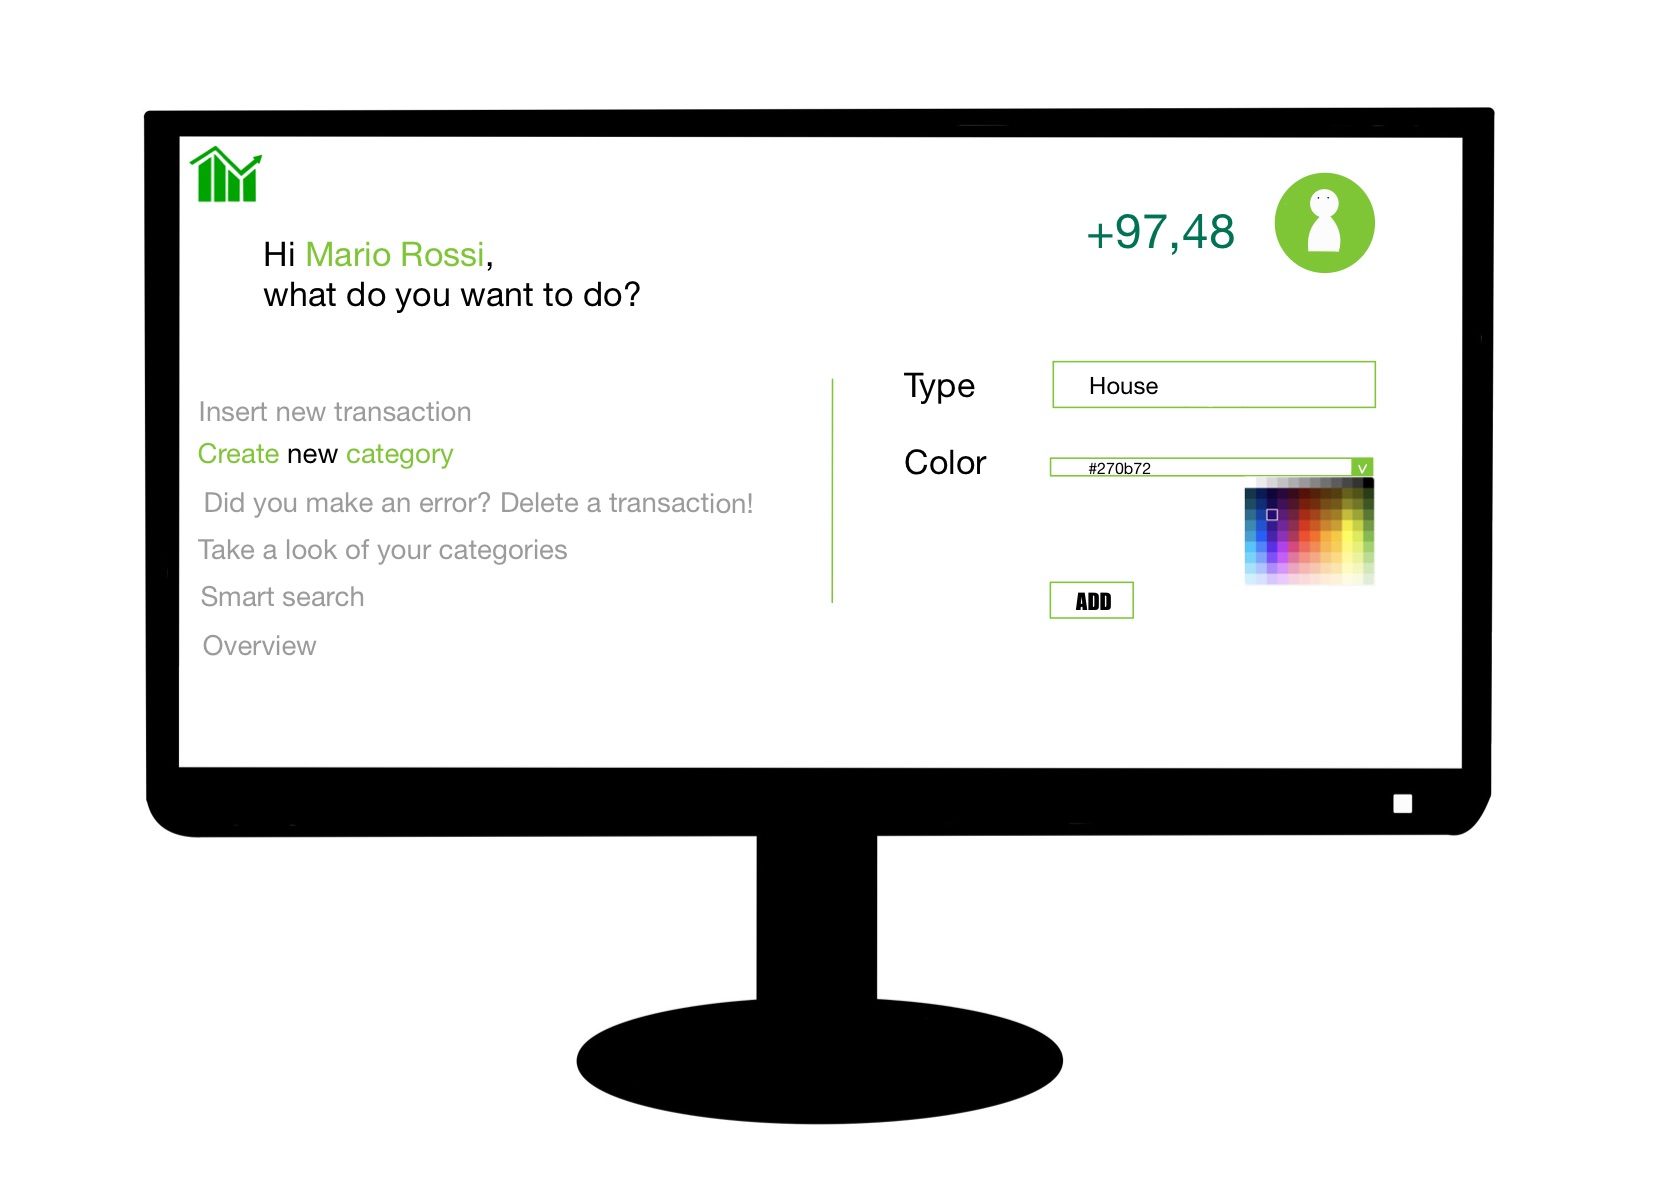 Hi Mario Rossi,
what do you want to do?
+97,48
Insert new transaction
Create new category
Did you make an error? Delete a transaction!
Take a look of your categories
Smart search
Overview
Type
House
Color
#270b72
v
ADD